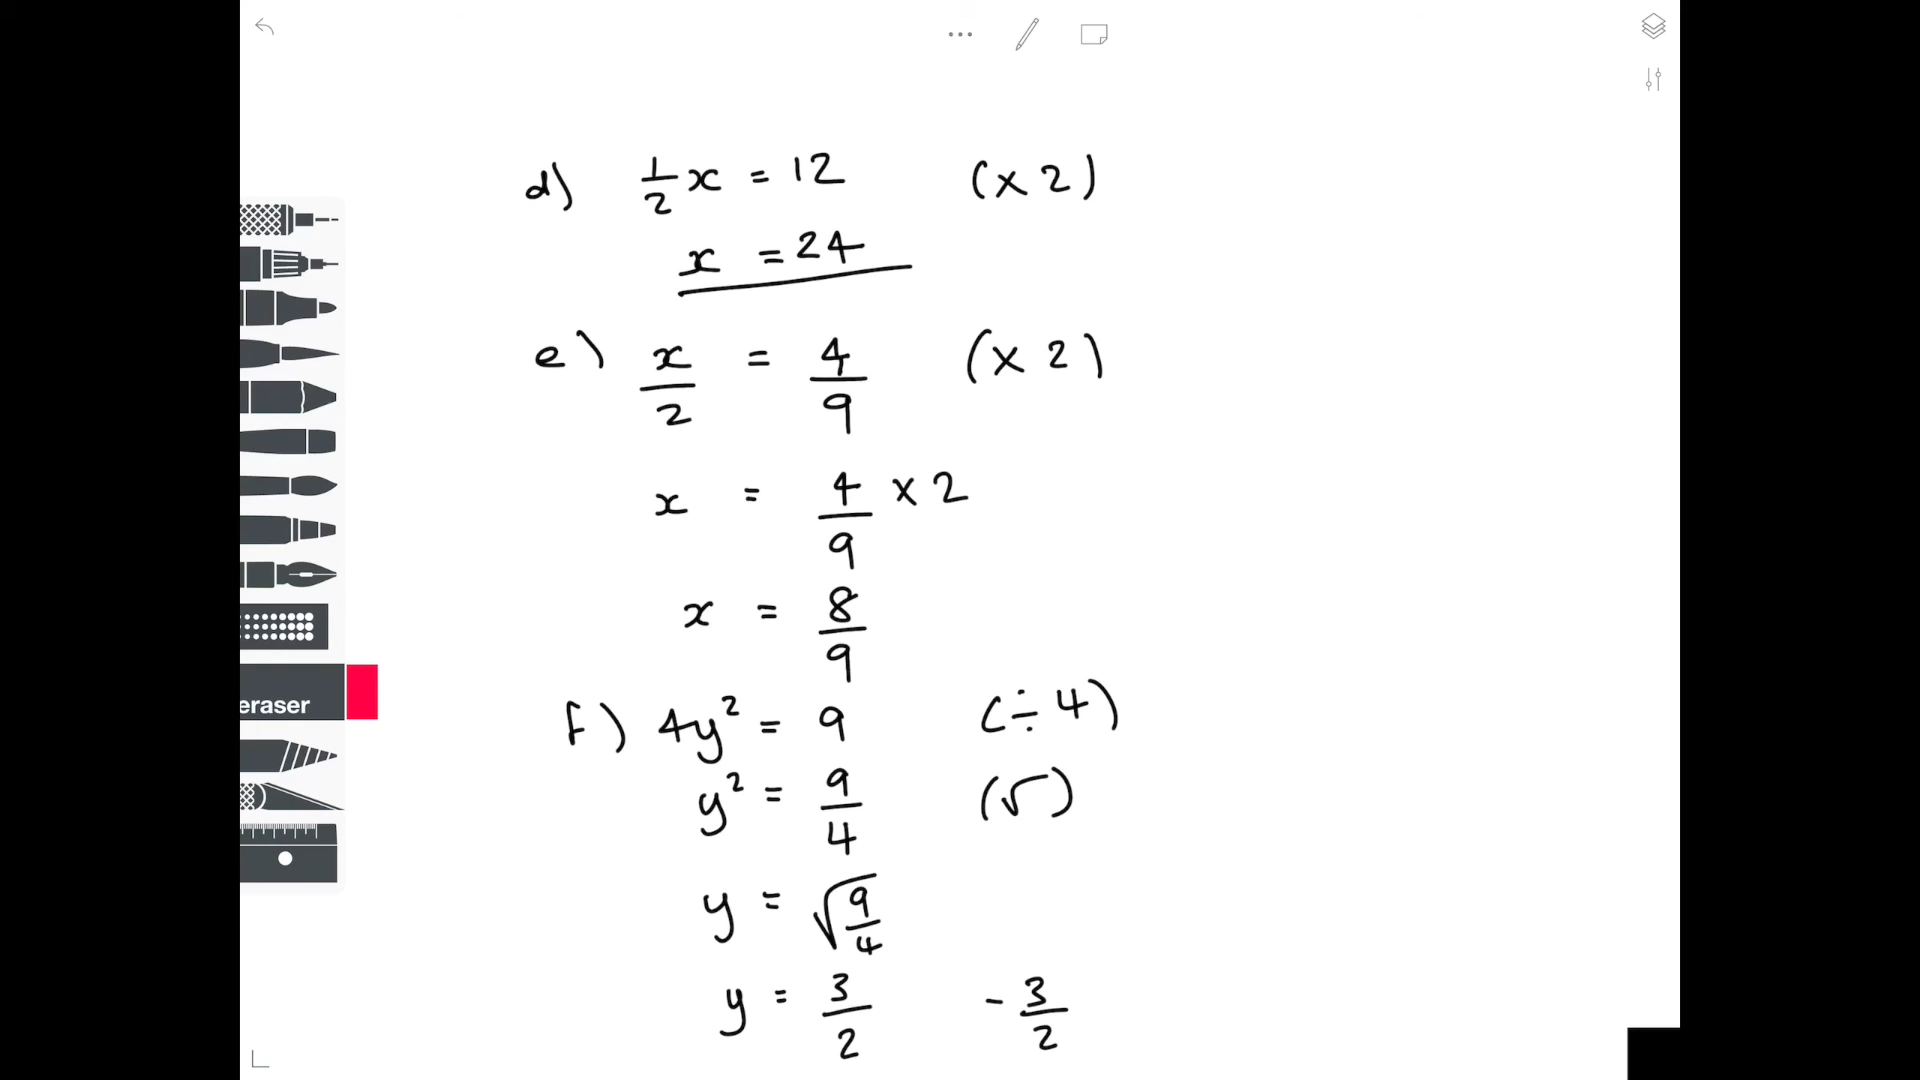 d) 1/2 x = 12 (× 2)
x = 24
e) x/2 = 4/9 (× 2)
x = 4/9 × 2
x = 8/9
f) 4y² = 9 (÷ 4)
y² = 9/4 (√)
y = √9/4
y = 3/2 - 3/2
eraser